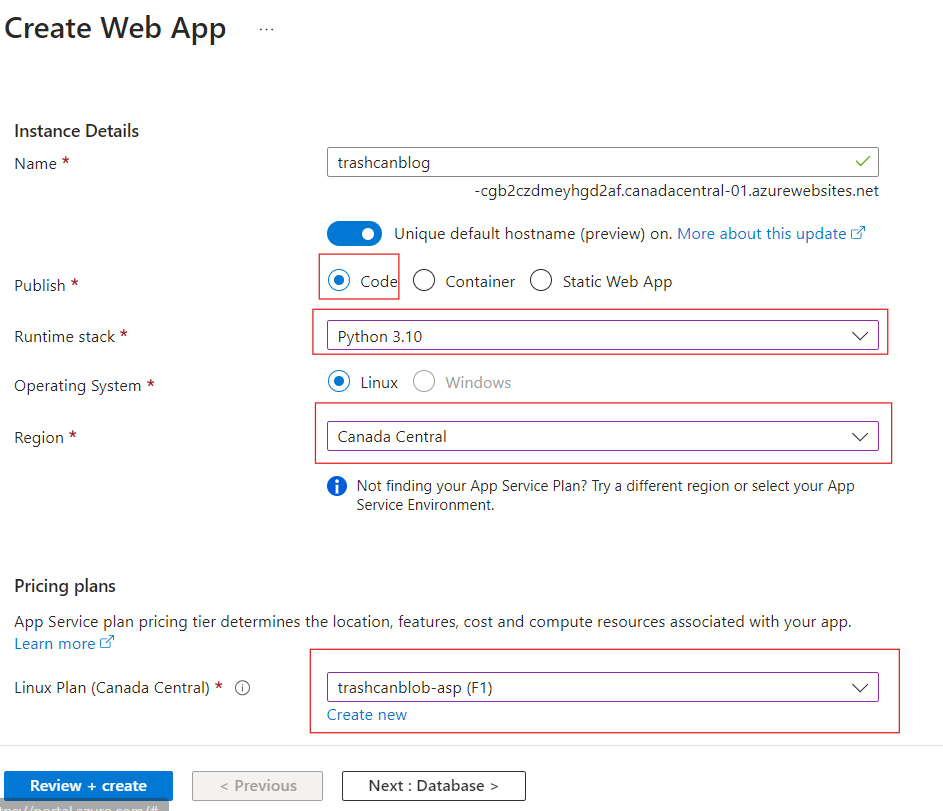 Create Web App ...
Instance Details
Name *
trashcanblog
-cgb2czdmeyhgd2af.canadacentral-01.azurewebsites.net
Unique default hostname (preview) on. More about this update
Publish *
Code Container Static Web App
Runtime stack *
Python 3.10
Operating System *
Linux Windows
Region *
Canada Central
Not finding your App Service Plan? Try a different region or select your App
Service Environment.
Pricing plans
App Service plan pricing tier determines the location, features, cost and compute resources associated with your app.
Learn more
Linux Plan (Canada Central) *
trashcanblob-asp (F1)
Create new
Review + create
< Previous
Next : Database >